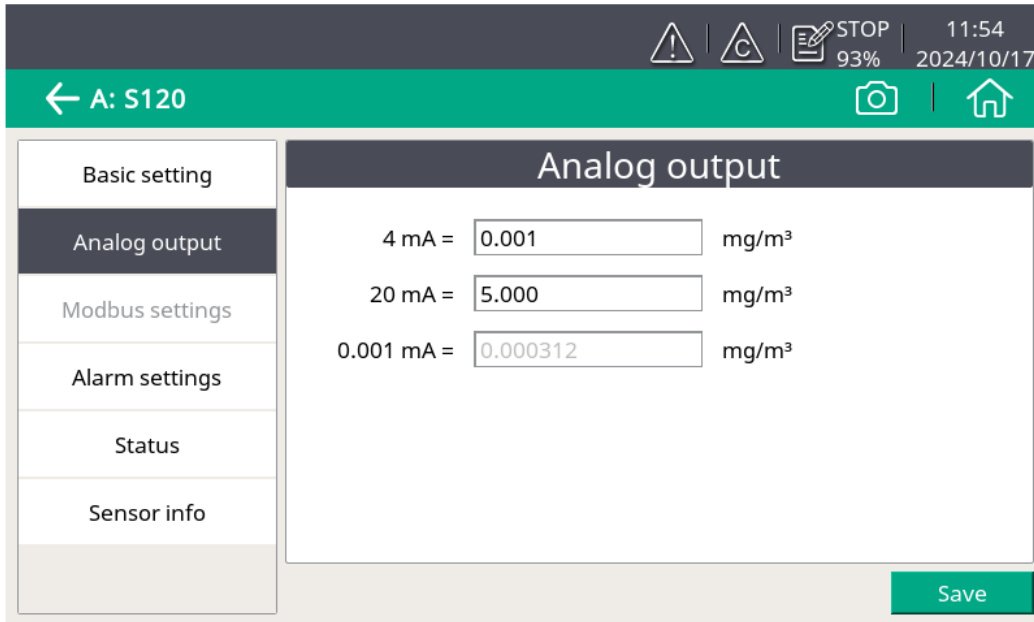 STOP 11:54
C 93% 2024/10/17
A: S120
Basic setting
Analog output
Modbus settings
Alarm settings
Status
Sensor info
Analog output
4 mA = 0.001 mg/m³
20 mA = 5.000 mg/m³
0.001 mA = 0.000312 mg/m³
Save